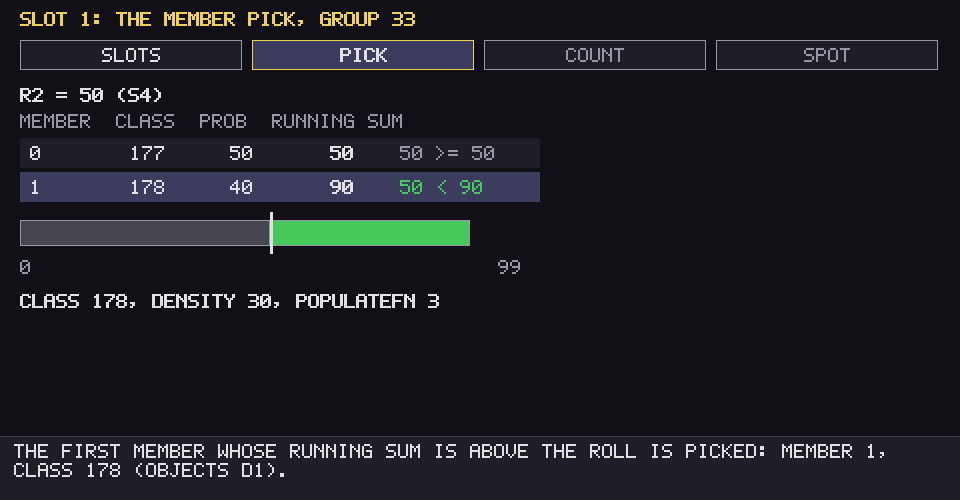 SLOT 1: THE MEMBER PICK, GROUP 33
SLOTS PICK COUNT SPOT
R2 = 50 (S4)
MEMBER CLASS PROB RUNNING SUM
0 177 50 50 50 >= 50
1 178 40 90 50 < 90
0 99
CLASS 178, DENSITY 30, POPULATEFN 3
THE FIRST MEMBER WHOSE RUNNING SUM IS ABOVE THE ROLL IS PICKED: MEMBER 1,
CLASS 178 (OBJECTS D1).